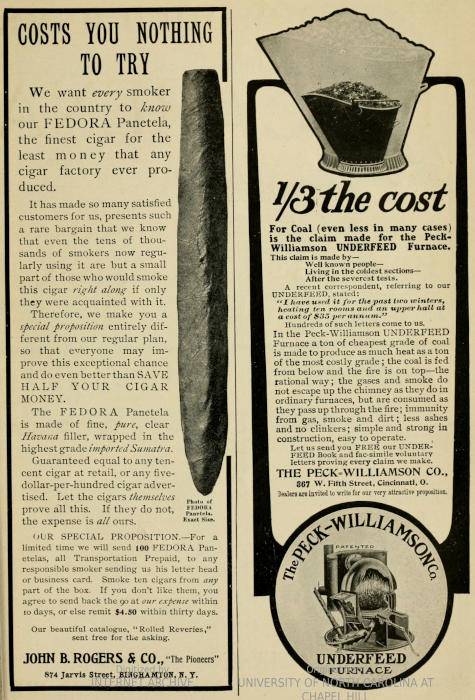 COSTS YOU NOTHING
TO TRY
We want every smoker
in the country to know
our FEDORA Panetela,
the finest cigar for the
least money that any
cigar factory ever pro-
duced.
It has made so many satisfied
customers for us, presents such
a rare bargain that we know
that even the tens of thou-
sands of smokers now regu-
larly using it are but a small
part of those who would smoke
this cigar right along if only
they were acquainted with it.
Therefore, we make you a
special proposition entirely dif-
ferent from our regular plan,
so that everyone may im-
prove this exceptional chance
and do even better than SAVE
HALF YOUR CIGAR
MONEY.
The FEDORA Panetela
is made of fine, pure, clear
Havana filler, wrapped in the
highest grade imported Sumatra.
Guaranteed equal to any ten-
cent cigar at retail, or any five-
dollar-per-hundred cigar adver-
tised. Let the cigars themselves
prove all this. If they do not,
the expense is all ours.
Photo of
FEDORA
Panetela.
Exact Size.
OUR SPECIAL PROPOSITION.—For a
limited time we will send 100 FEDORA Pan-
etelas, all Transportation Prepaid, to any
responsible smoker sending us his letter head
or business card. Smoke ten cigars from any
part of the box. If you don't like them, you
agree to send back the 90 at our expense within
10 days, or else remit $4.80 within thirty days.
Our beautiful catalogue, "Rolled Reveries,"
sent free for the asking.
JOHN B. ROGERS & CO., "The Pioneers"
874 Jarvis Street, BINGHAMTON, N. Y.
1/3 the cost
For Coal (even less in many cases)
is the claim made for the Peck-
Williamson UNDERFEED Furnace.
This claim is made by—
Well known people—
Living in the coldest sections—
After the severest tests.
A recent correspondent, referring to our
UNDERFEED, stated:
"I have used it for the past two winters,
heating ten rooms and an upper hall at
a cost of $35 per annum."
Hundreds of such letters come to us.
In the Peck-Williamson UNDERFEED
Furnace a ton of cheapest grade of coal
is made to produce as much heat as a ton
of the most costly grade; the coal is fed
from below and the fire is on top—the
rational way; the gases and smoke do
not escape up the chimney as they do in
ordinary furnaces, but are consumed as
they pass up through the fire; immunity
from gas, smoke and dirt; less ashes
and no clinkers; simple and strong in
construction, easy to operate.
Let us send you FREE our UNDER-
FEED Book and fac-simile voluntary
letters proving every claim we make.
THE PECK-WILLIAMSON CO.,
367 W. Fifth Street, Cincinnati, O.
Dealers are invited to write for our very attractive proposition.
The PECK-WILLIAMSON Co.
PATENTED
UNDERFEED
FURNACE
INTERNET ARCHIVE
UNIVERSITY OF NORTH CAROLINA AT
CHAPEL HILL